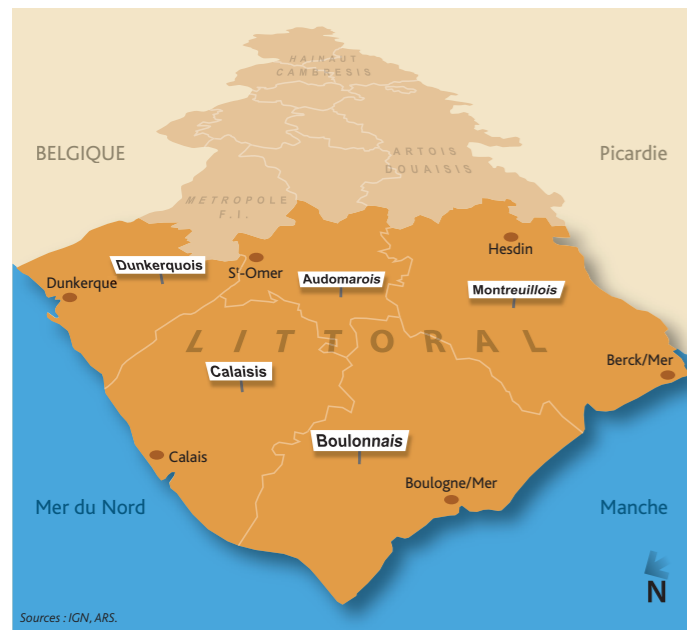 HAINAUT
CAMBRESIS
BELGIQUE
ARTOIS
DOUAISIS
Picardie
METROPOLE
F.I.
Hesdin
Dunkerquois
St-Omer
Audomarois
Dunkerque
Montreuillois
LITTORAL
Berck/Mer
Calaisis
Boulonnais
Calais
Boulogne/Mer
Mer du Nord
Manche
N
Sources : IGN, ARS.